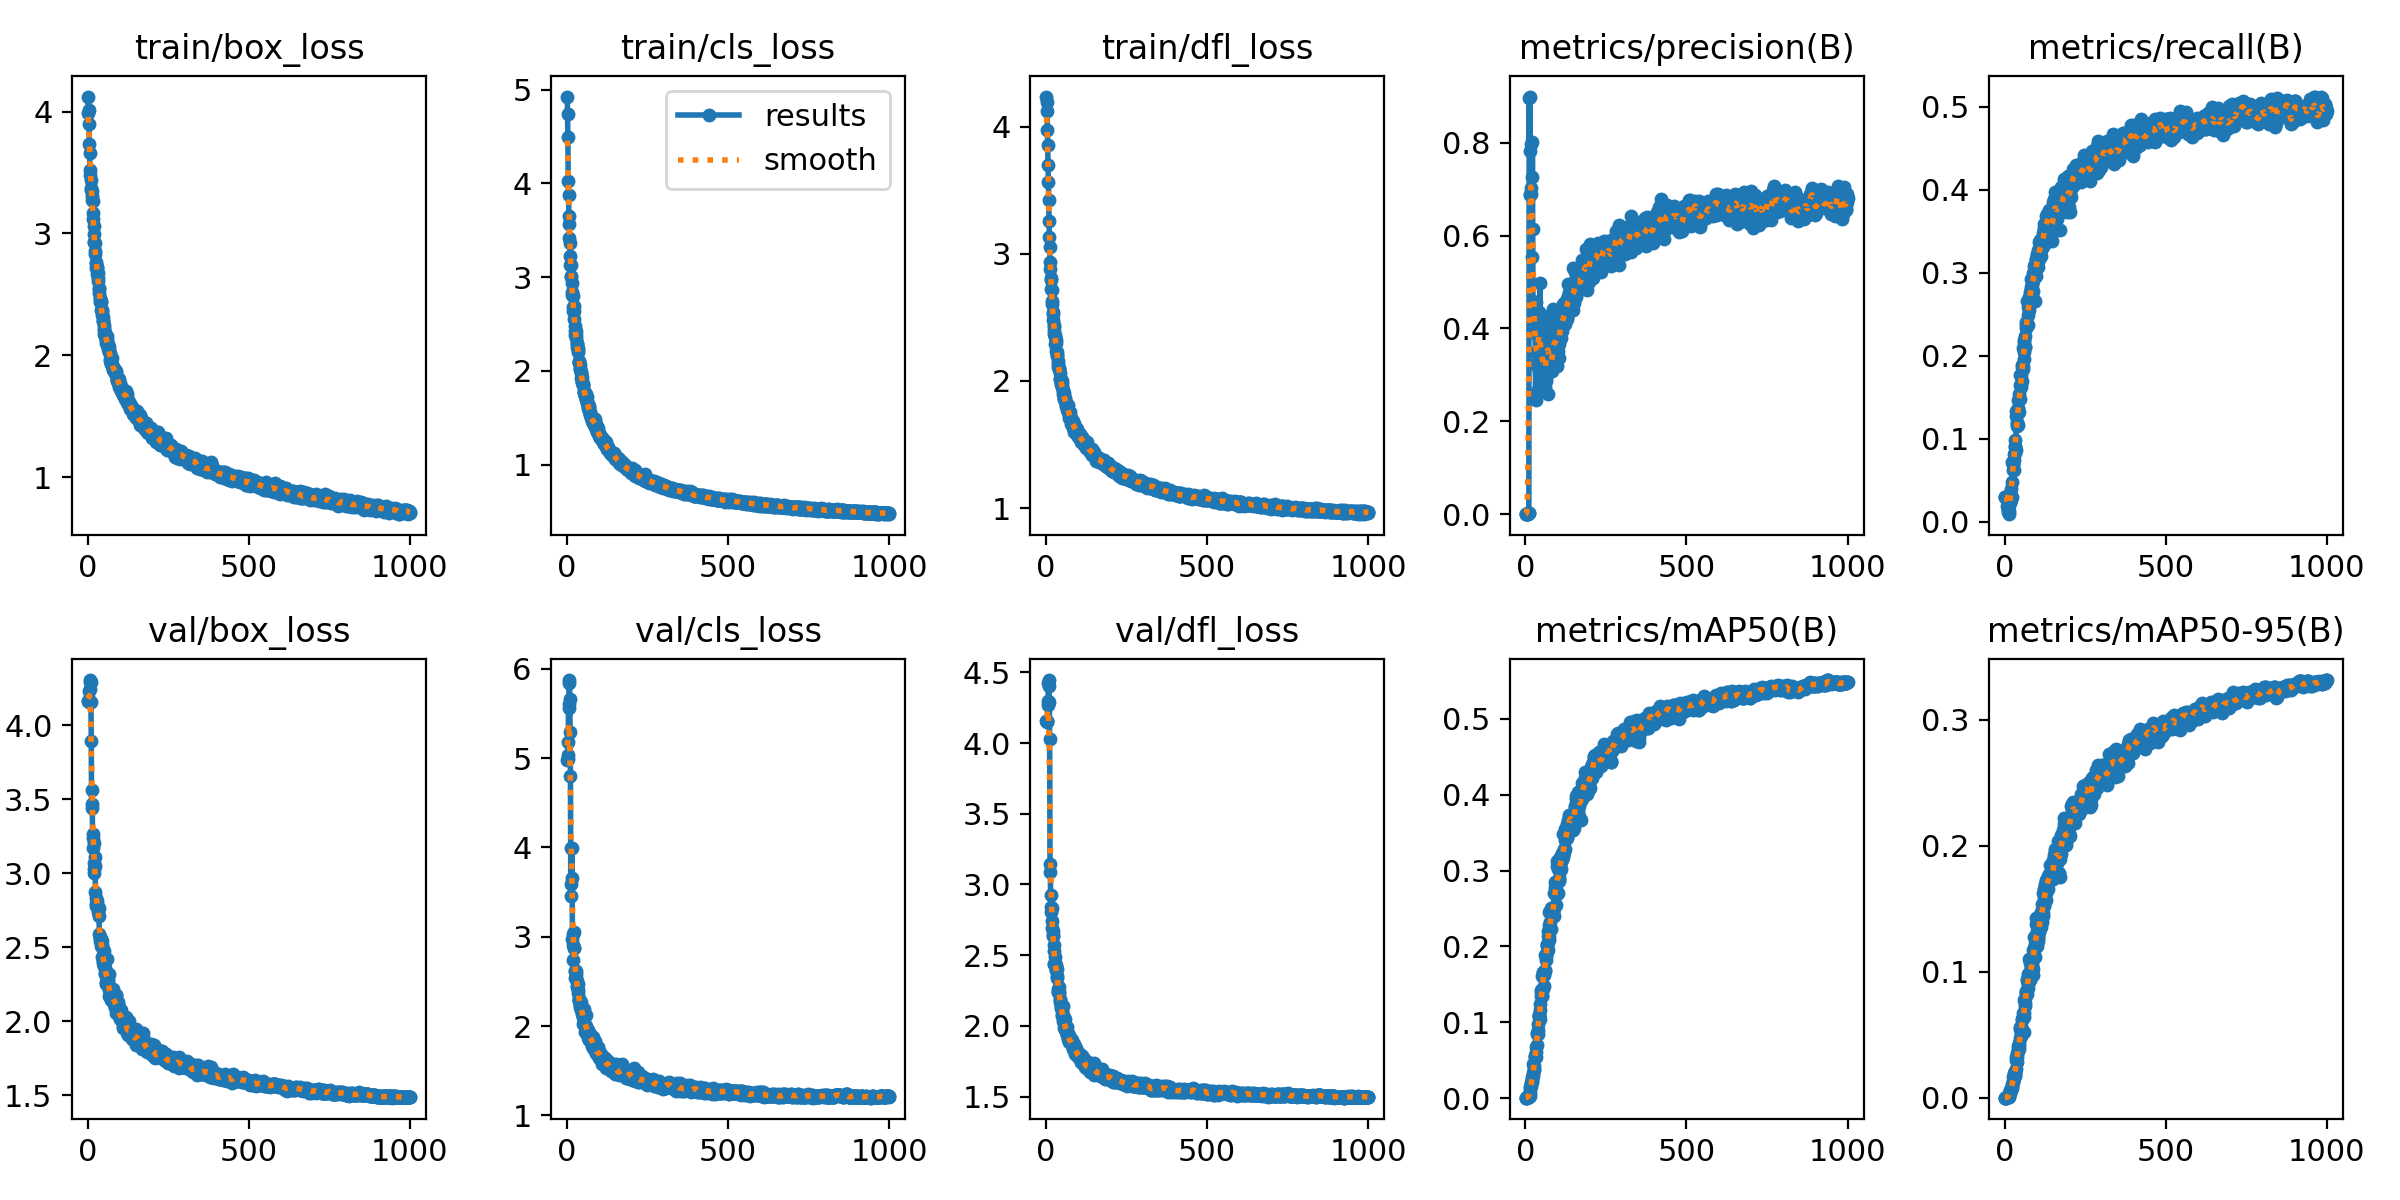 train/box_loss
4
3
2
1
0 500 1000
train/cls_loss
results
smooth
5
4
3
2
1
0 500 1000
train/dfl_loss
4
3
2
1
0 500 1000
metrics/precision(B)
0.8
0.6
0.4
0.2
0.0
0 500 1000
metrics/recall(B)
0.5
0.4
0.3
0.2
0.1
0.0
0 500 1000
val/box_loss
4.0
3.5
3.0
2.5
2.0
1.5
0 500 1000
val/cls_loss
6
5
4
3
2
1
0 500 1000
val/dfl_loss
4.5
4.0
3.5
3.0
2.5
2.0
1.5
0 500 1000
metrics/mAP50(B)
0.5
0.4
0.3
0.2
0.1
0.0
0 500 1000
metrics/mAP50-95(B)
0.3
0.2
0.1
0.0
0 500 1000